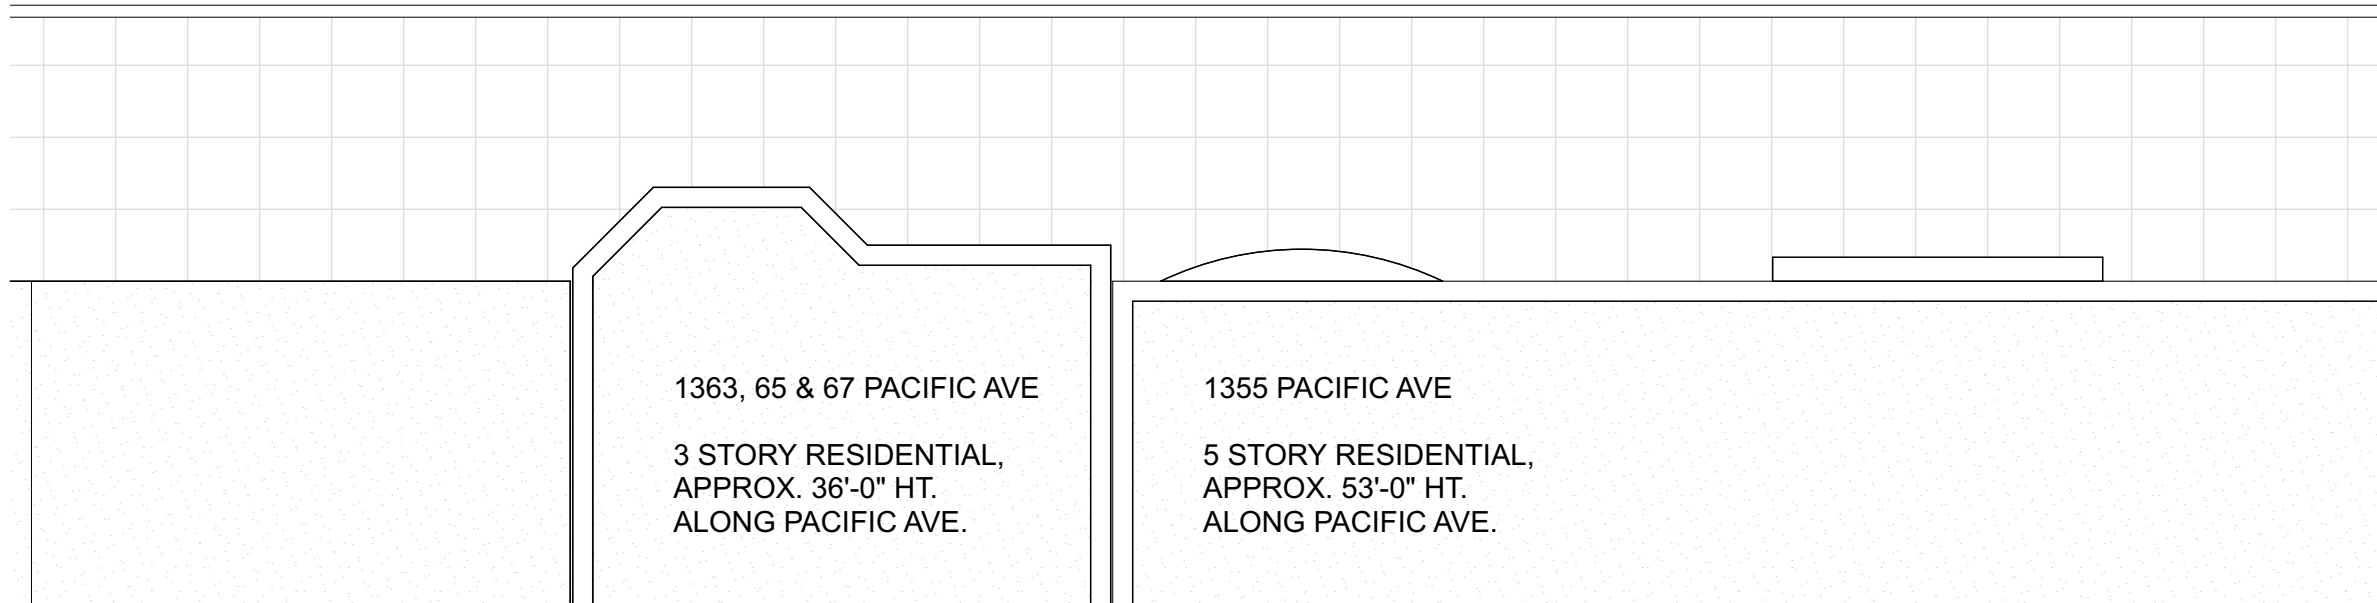 1363, 65 & 67 PACIFIC AVE
3 STORY RESIDENTIAL,
APPROX. 36'-0" HT.
ALONG PACIFIC AVE.
1355 PACIFIC AVE
5 STORY RESIDENTIAL,
APPROX. 53'-0" HT.
ALONG PACIFIC AVE.